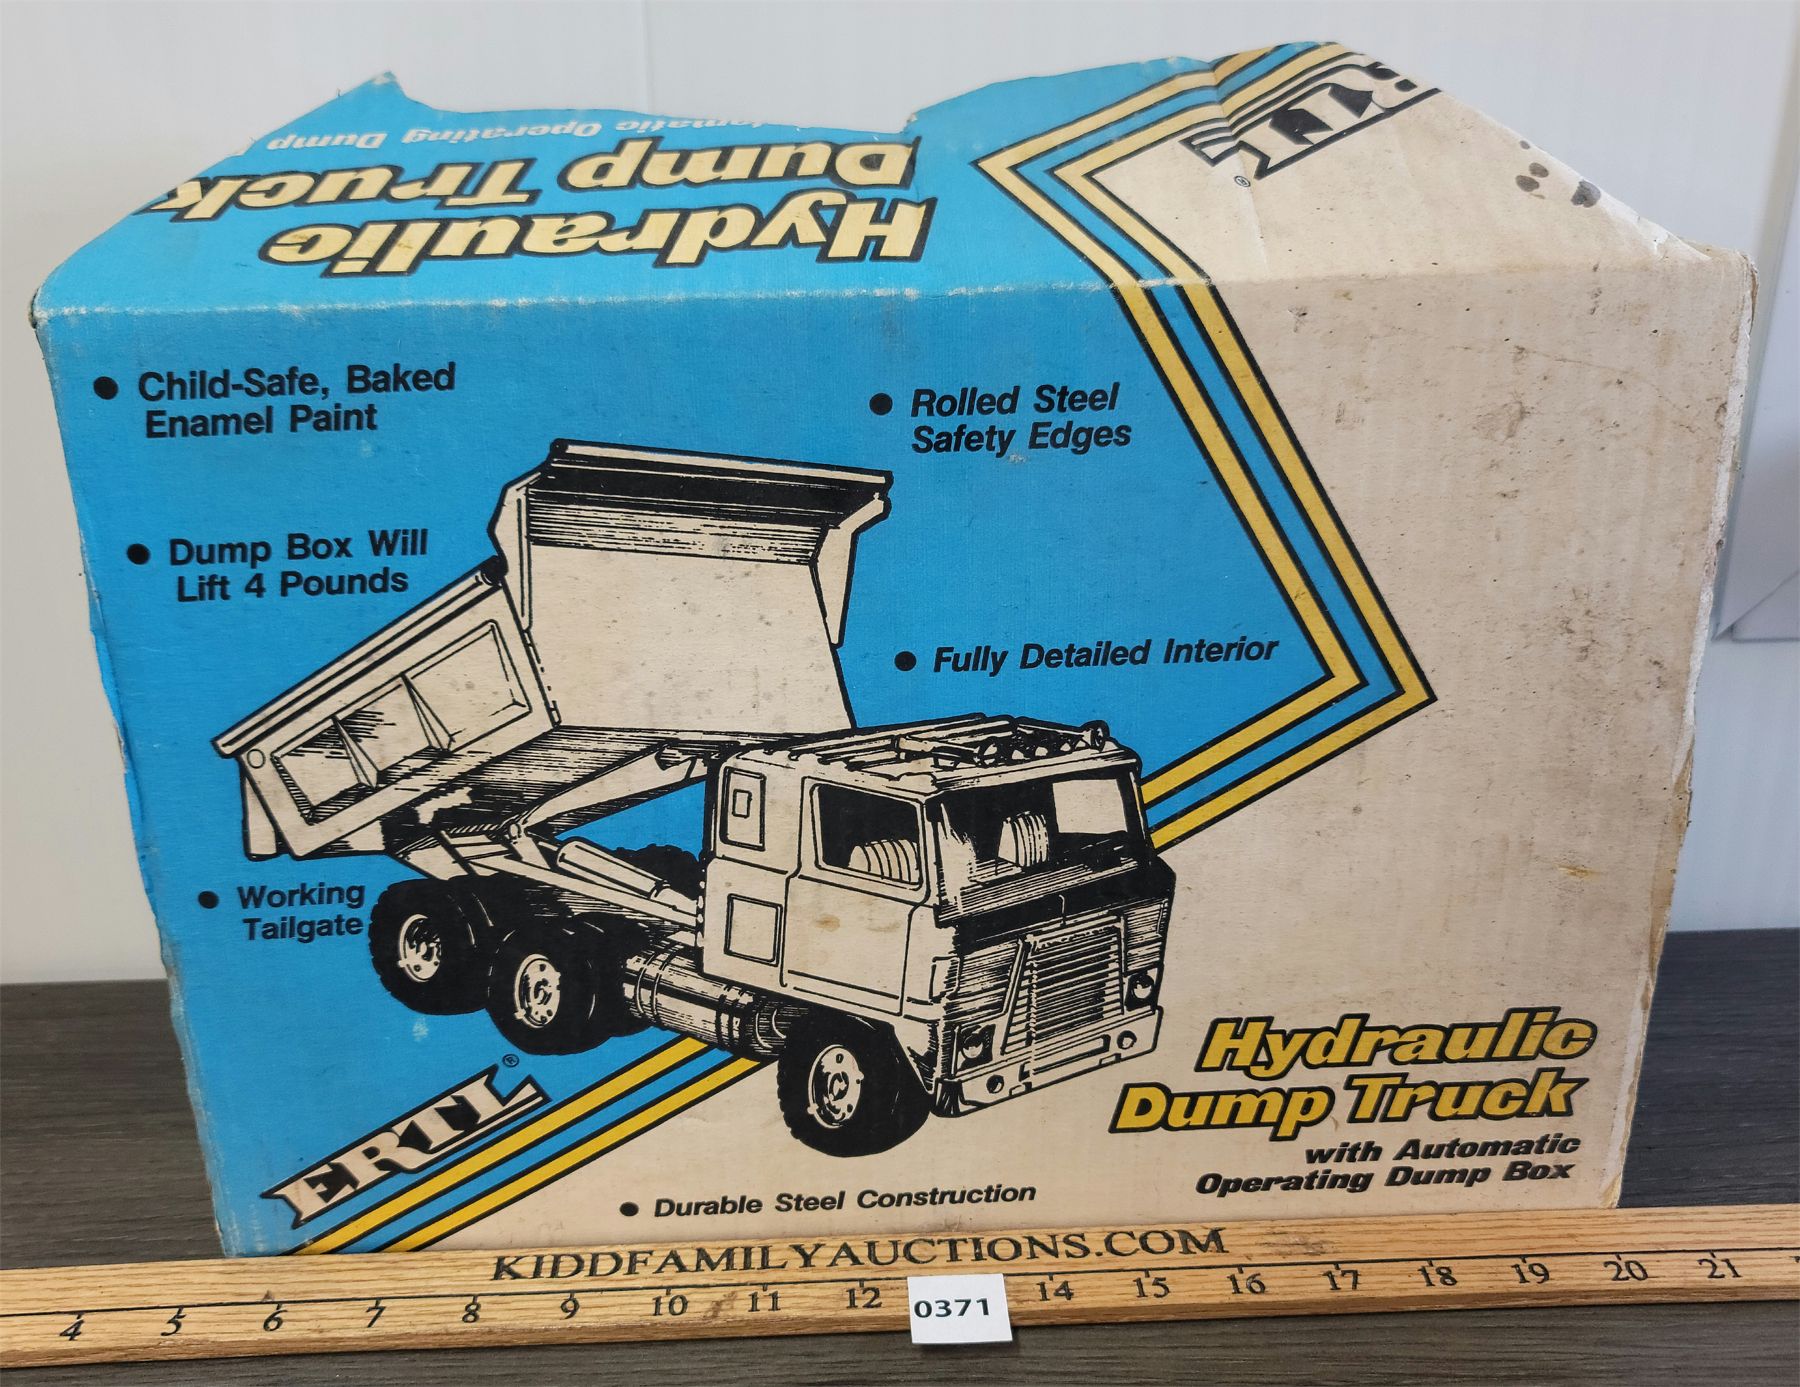 Automatic Operating Dump
Dump Truck
Hydraulic
ERTL
®
● Child-Safe, Baked
Enamel Paint
● Rolled Steel
Safety Edges
● Dump Box Will
Lift 4 Pounds
● Fully Detailed Interior
● Working
Tailgate
ERTL®
Hydraulic
Dump Truck
with Automatic
Operating Dump Box
● Durable Steel Construction
KIDDFAMILYAUCTIONS.COM
4 5 6 7 8 9 10 11 12 14 15 16 17 18 19 20 21
0371